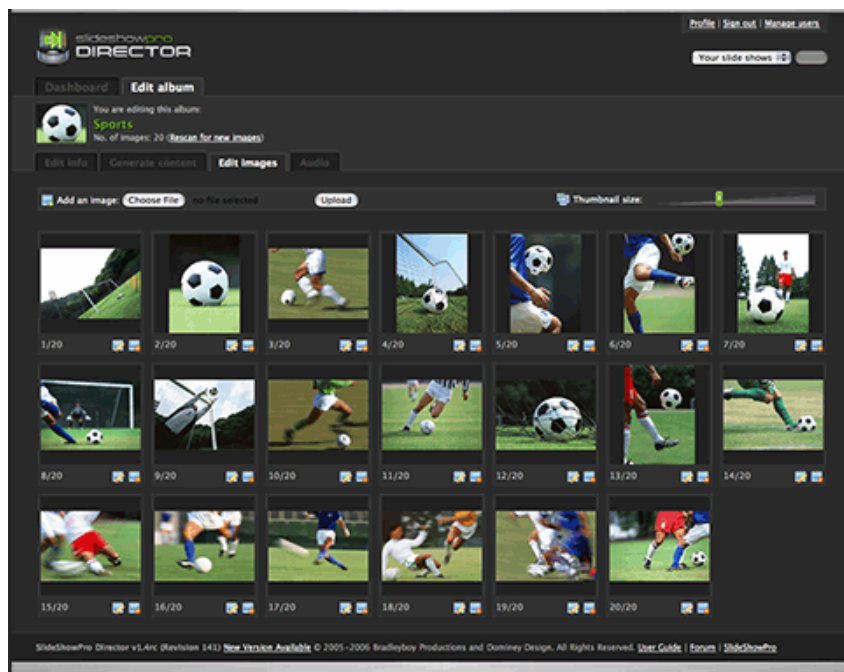 Profile | Sign out | Manage users
slideshowpro
DIRECTOR
Your slide shows
Dashboard Edit album
You are editing this album:
Sports
No. of images: 20 (Rescan for new images)
Edit info Generate content Edit images Audio
Add an image: Choose File no file selected Upload Thumbnail size:
1/20 2/20 3/20 4/20 5/20 6/20 7/20
8/20 9/20 10/20 11/20 12/20 13/20 14/20
15/20 16/20 17/20 18/20 19/20 20/20
SlideShowPro Director v1.4rc (Revision 141) New Version Available © 2005-2006 Bradleyboy Productions and Dominey Design. All Rights Reserved. User Guide | Forum | SlideShowPro